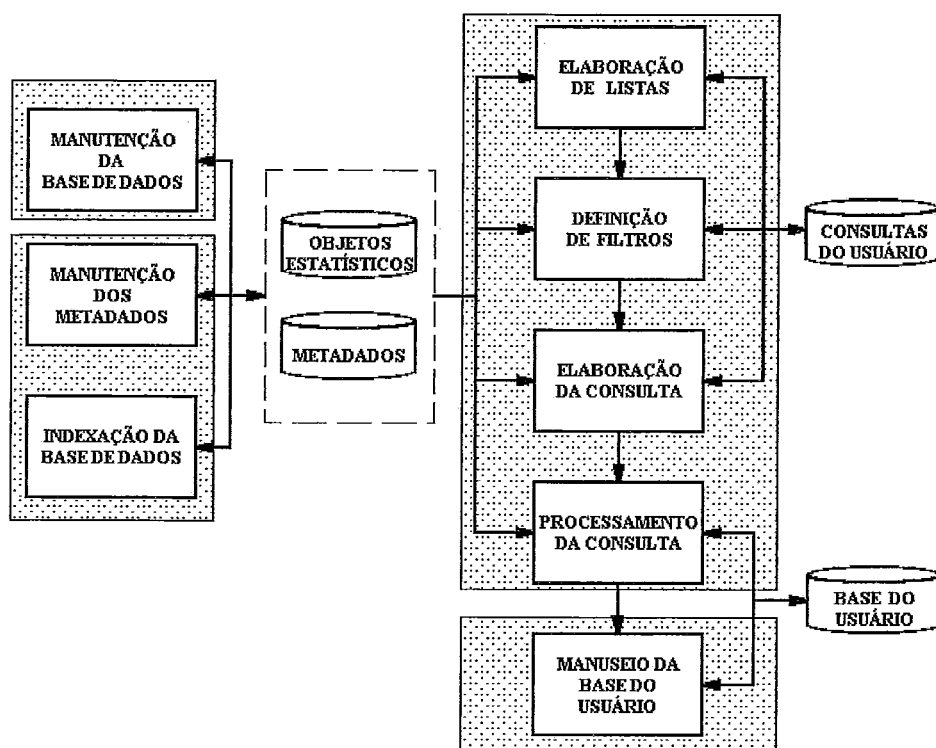 MANUTENÇÃO
DA
BASE DE DADOS
MANUTENÇÃO
DOS
METADADOS
INDEXAÇÃO DA
BASE DE DADOS
OBJETOS
ESTATÍSTICOS
METADADOS
ELABORAÇÃO
DE LISTAS
DEFINIÇÃO
DE FILTROS
ELABORAÇÃO
DA CONSULTA
PROCESSAMENTO
DA CONSULTA
MANUSEIO DA
BASE DO
USUÁRIO
CONSULTAS
DO USUÁRIO
BASE DO
USUÁRIO